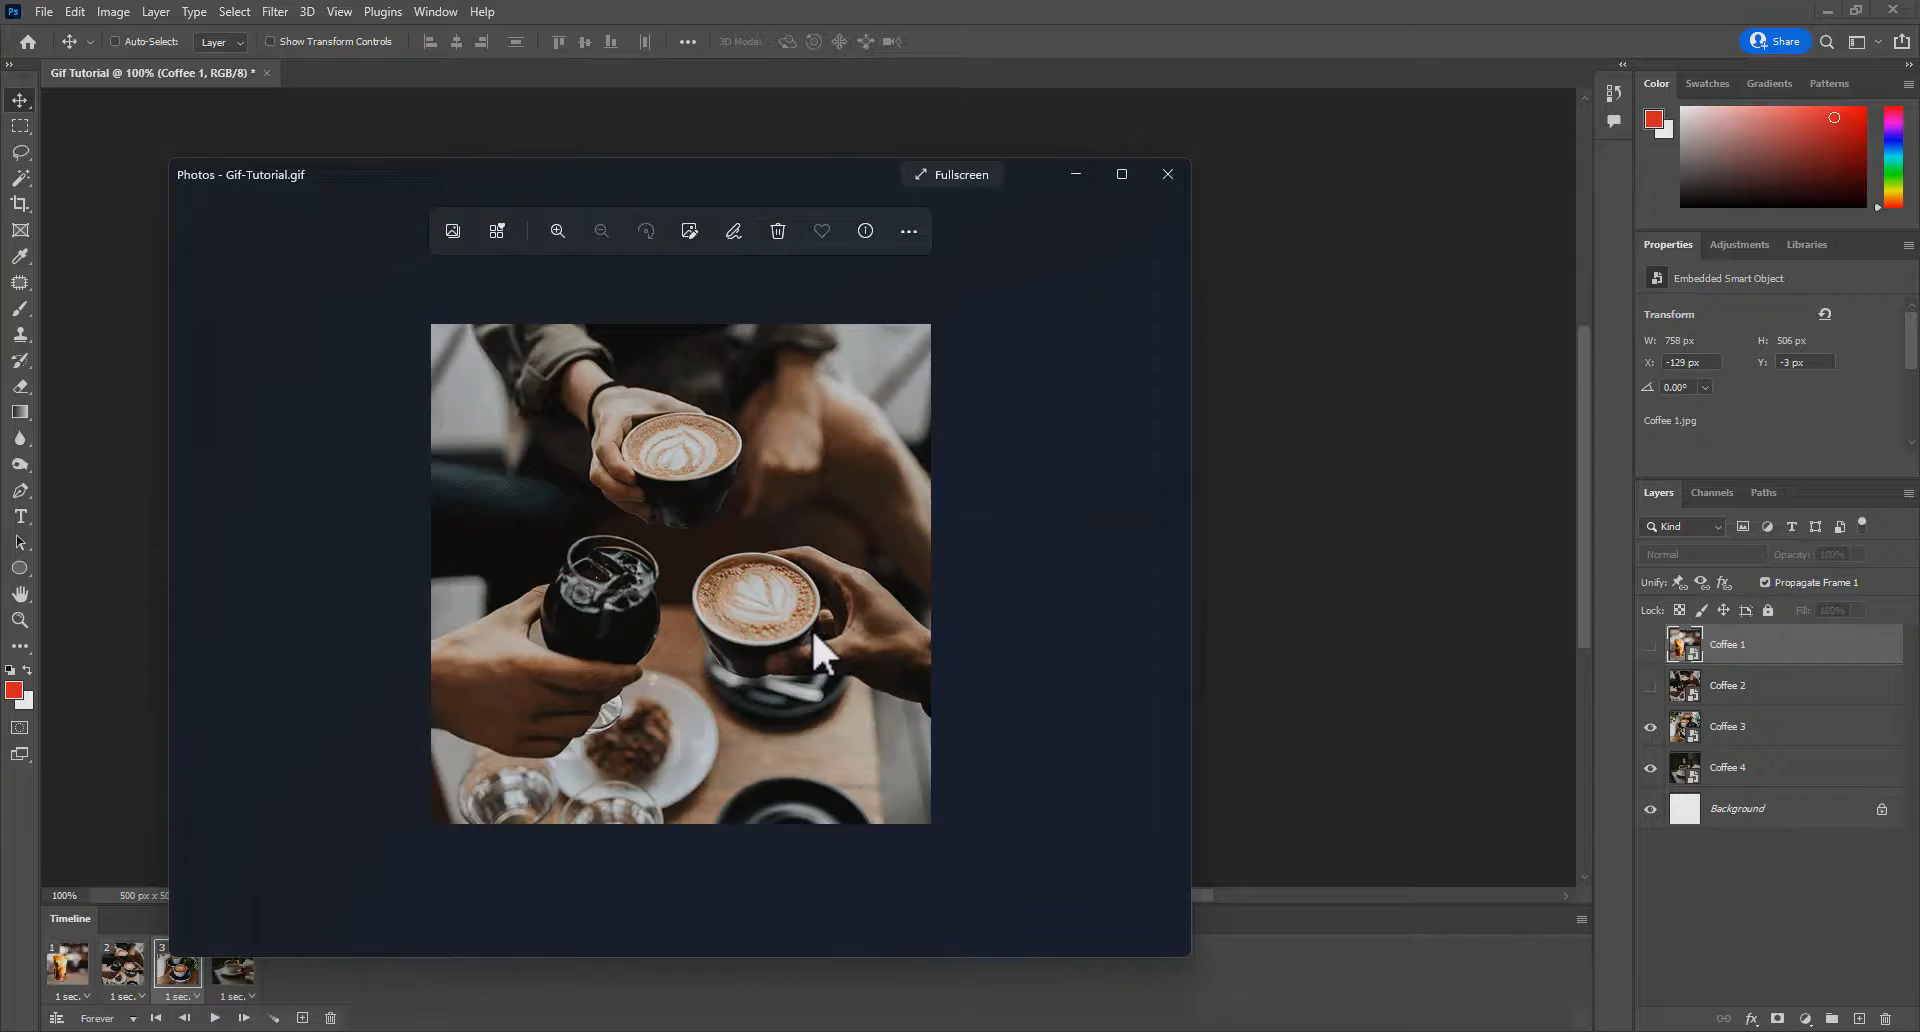 Ps File Edit Image Layer Type Select Filter 3D View Plugins Window Help
Auto-Select: Layer Show Transform Controls 3D Mode: Share
Gif Tutorial @ 100% (Coffee 1, RGB/8) *
Color Swatches Gradients Patterns
Photos - Gif-Tutorial.gif
Fullscreen
Properties Adjustments Libraries
Embedded Smart Object
Transform
W: 758 px H: 506 px
X: -129 px Y: -3 px
0.00°
Coffee 1.jpg
Layers Channels Paths
Kind
Normal Opacity: 100%
Unify: Propagate Frame 1
Lock: Fill: 100%
Coffee 1
Coffee 2
Coffee 3
Coffee 4
Background
100% 500 px x 50
Timeline
1 2 3
1 sec. 1 sec. 1 sec. 1 sec.
Forever